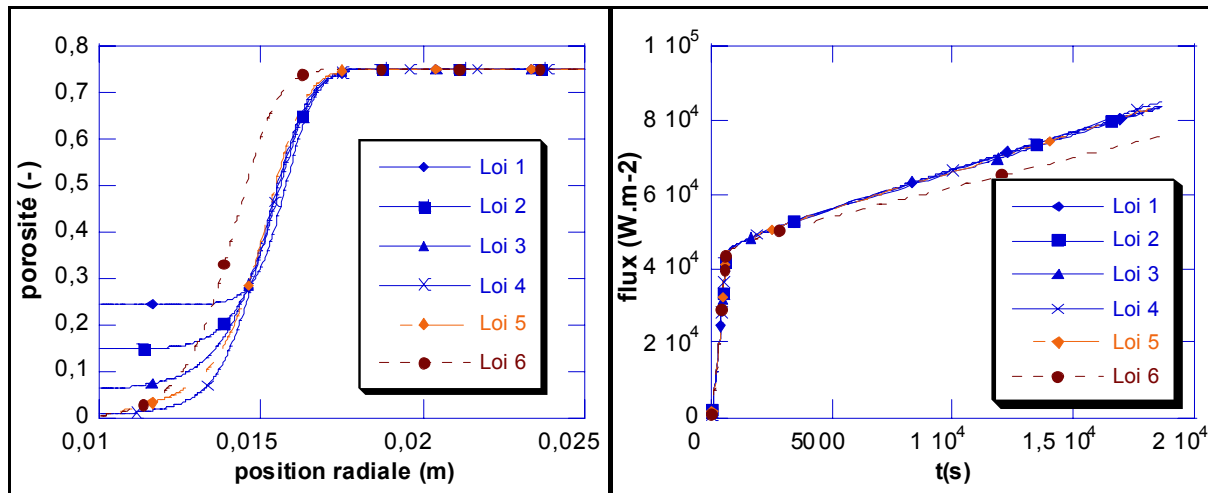 0,8
0,7
0,6
0,5
0,4
0,3
0,2
0,1
0
porosité (-)
0,01
0,015
0,02
0,025
position radiale (m)
Loi 1
Loi 2
Loi 3
Loi 4
Loi 5
Loi 6
1 10⁵
8 10⁴
6 10⁴
4 10⁴
2 10⁴
0
flux (W.m-2)
0
5000
1 10⁴
1,5 10⁴
2 10⁴
t(s)
Loi 1
Loi 2
Loi 3
Loi 4
Loi 5
Loi 6